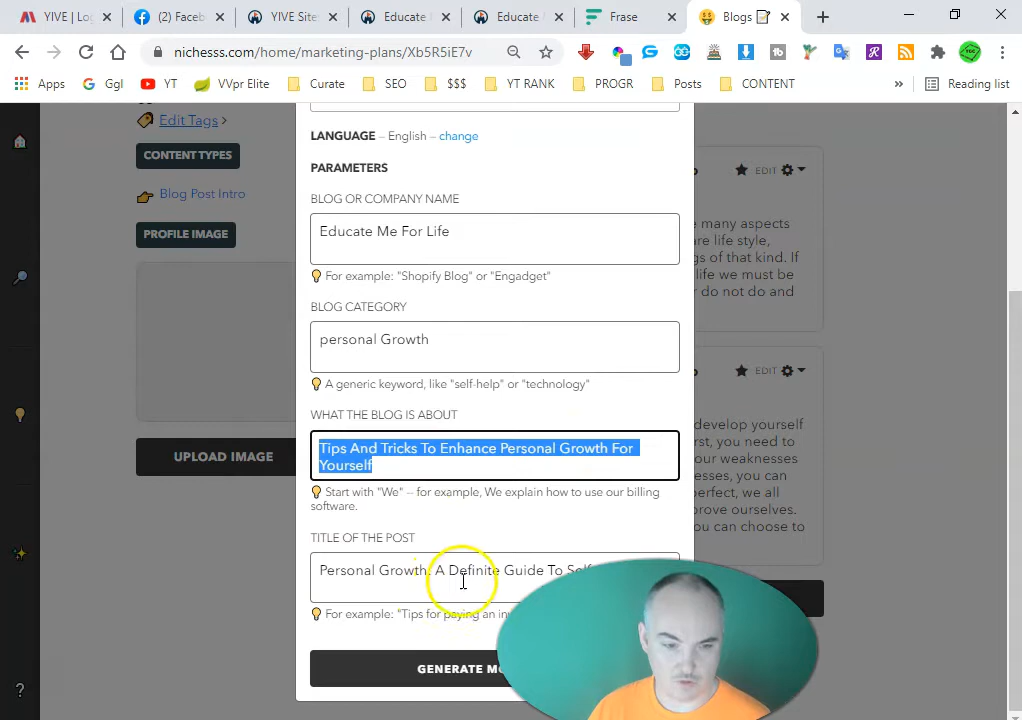 YIVE | Log
(2) Faceb
YIVE Site
Educate
Educate M
Frase
Blogs
nichesss.com/home/marketing-plans/Xb5R5iE7v
Apps
Ggl
YT
VVpr Elite
Curate
SEO
$$$
YT RANK
PROGR
Posts
CONTENT
»
Reading list
Edit Tags >
CONTENT TYPES
Blog Post Intro
PROFILE IMAGE
UPLOAD IMAGE
LANGUAGE – English – change
PARAMETERS
BLOG OR COMPANY NAME
Educate Me For Life
For example: "Shopify Blog" or "Engadget"
BLOG CATEGORY
personal Growth
A generic keyword, like "self-help" or "technology"
WHAT THE BLOG IS ABOUT
Tips And Tricks To Enhance Personal Growth For
Yourself
Start with "We" – for example, We explain how to use our billing
software.
TITLE OF THE POST
Personal Growth: A Definite Guide To Self
For example: "Tips for paying an inv
GENERATE MO
EDIT
many aspects
are life style,
ngs of that kind. If
life we must be
r do not do and
EDIT
develop yourself
rst, you need to
our weaknesses
esses, you can
perfect, we all
prove ourselves.
ou can choose to
?